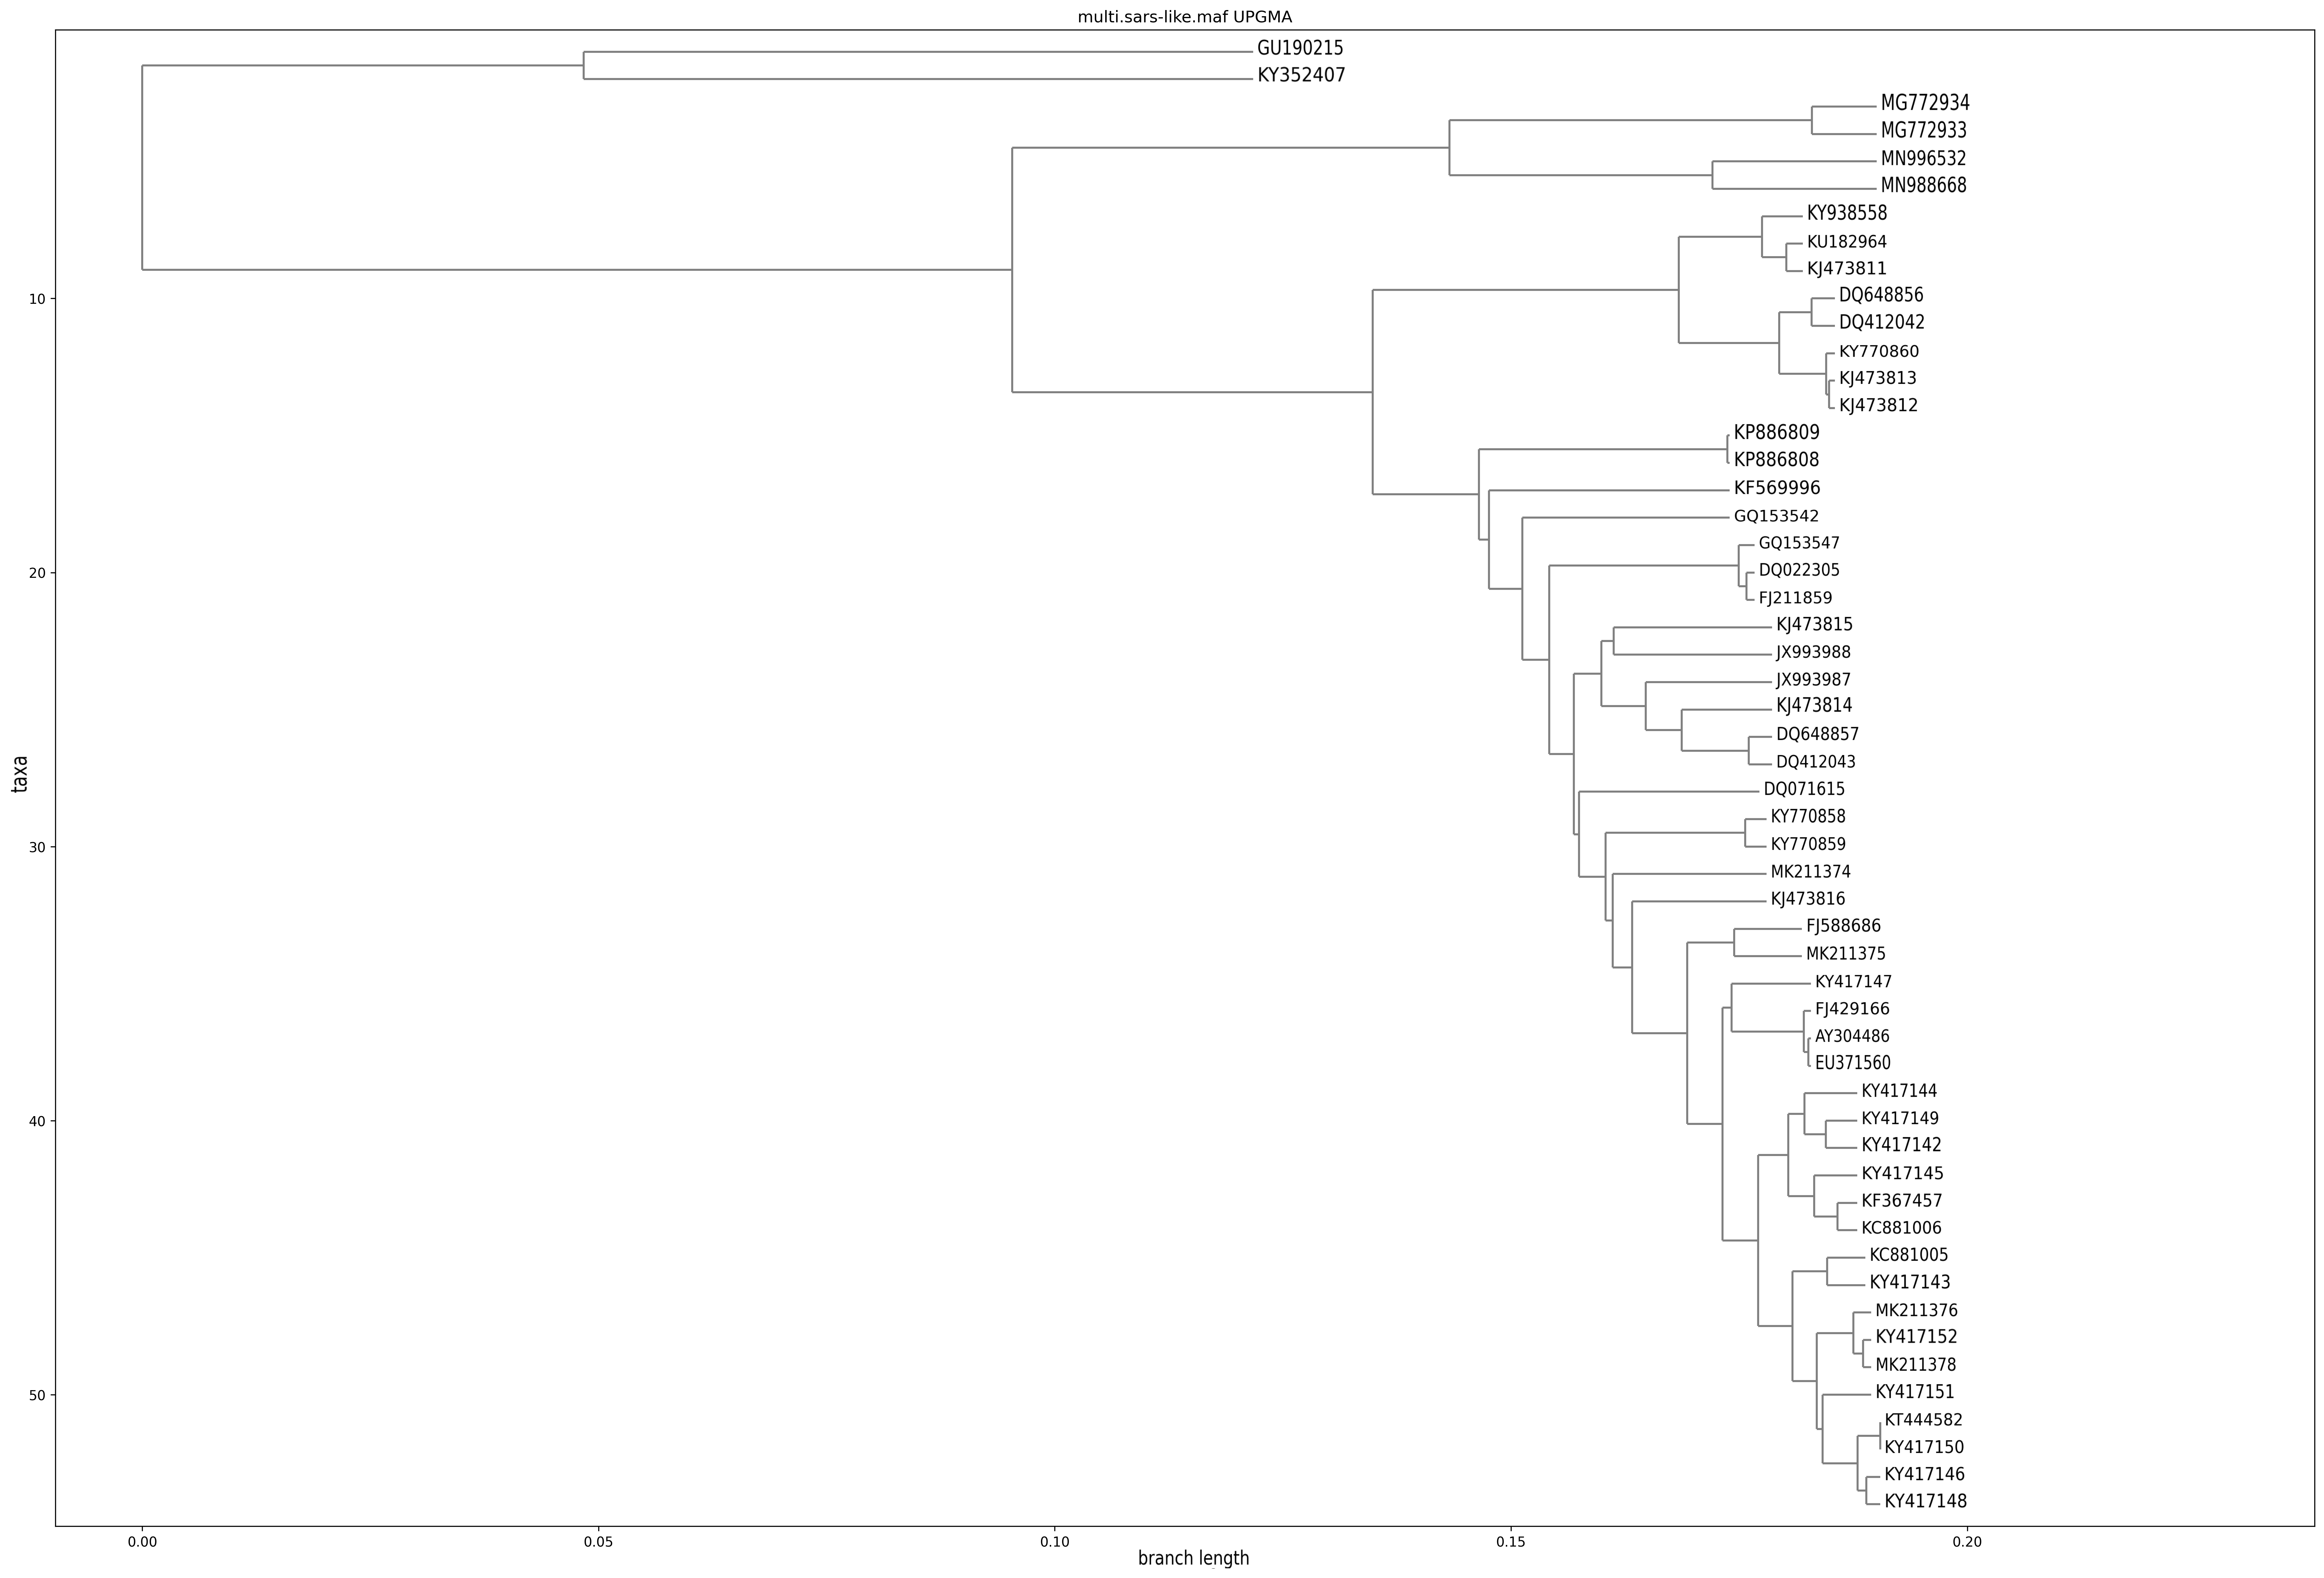 multi.sars-like.maf UPGMA
GU190215
KY352407
MG772934
MG772933
MN996532
MN988668
KY938558
KU182964
KJ473811
DQ648856
10
DQ412042
KY770860
KJ473813
KJ473812
KP886809
KP886808
KF569996
GQ153542
GQ153547
20
DQ022305
FJ211859
KJ473815
JX993988
JX993987
KJ473814
DQ648857
DQ412043
taxa
DQ071615
KY770858
30
KY770859
MK211374
KJ473816
FJ588686
MK211375
KY417147
FJ429166
AY304486
EU371560
KY417144
40
KY417149
KY417142
KY417145
KF367457
KC881006
KC881005
KY417143
MK211376
KY417152
MK211378
50
KY417151
KT444582
KY417150
KY417146
KY417148
0.00 0.05 0.10 0.15 0.20
branch length